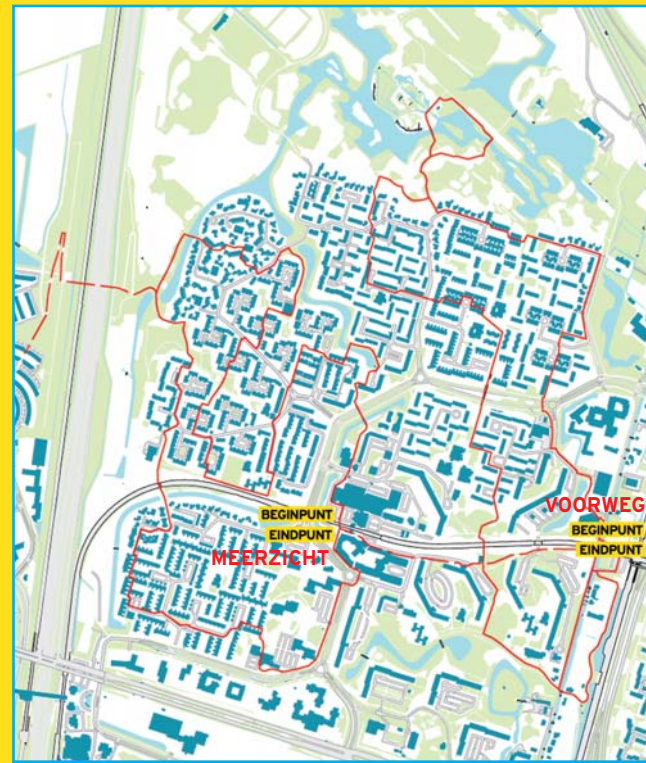 VOORWEG
BEGINPUNT
EINDPUNT
BEGINPUNT
EINDPUNT
MEERZICHT